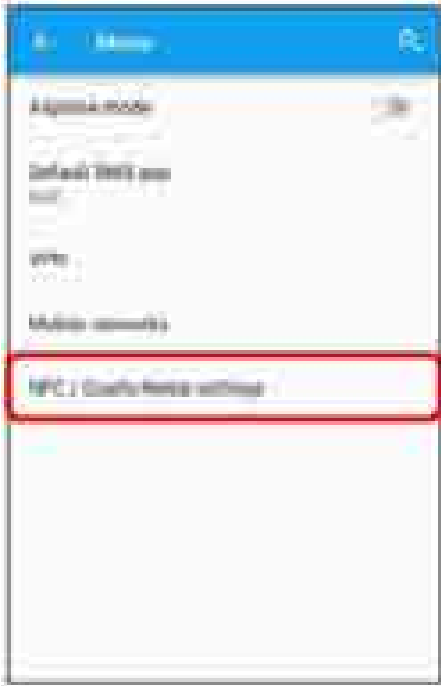 More
Airplane mode
Default SMS app
VPN
Mobile networks
NFC / Osaifu-Keitai settings